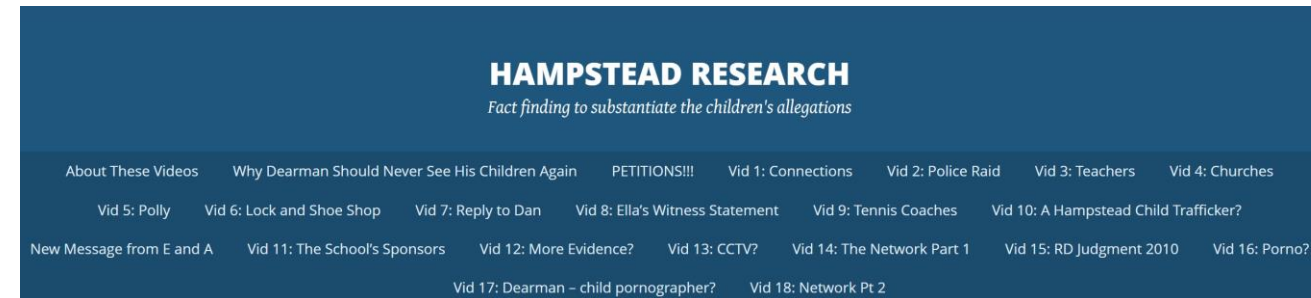 HAMPSTEAD RESEARCH
Fact finding to substantiate the children's allegations
About These Videos Why Dearman Should Never See His Children Again PETITIONS!!! Vid 1: Connections Vid 2: Police Raid Vid 3: Teachers Vid 4: Churches
Vid 5: Polly Vid 6: Lock and Shoe Shop Vid 7: Reply to Dan Vid 8: Ella's Witness Statement Vid 9: Tennis Coaches Vid 10: A Hampstead Child Trafficker?
New Message from E and A Vid 11: The School's Sponsors Vid 12: More Evidence? Vid 13: CCTV? Vid 14: The Network Part 1 Vid 15: RD Judgment 2010 Vid 16: Porno?
Vid 17: Dearman – child pornographer? Vid 18: Network Pt 2